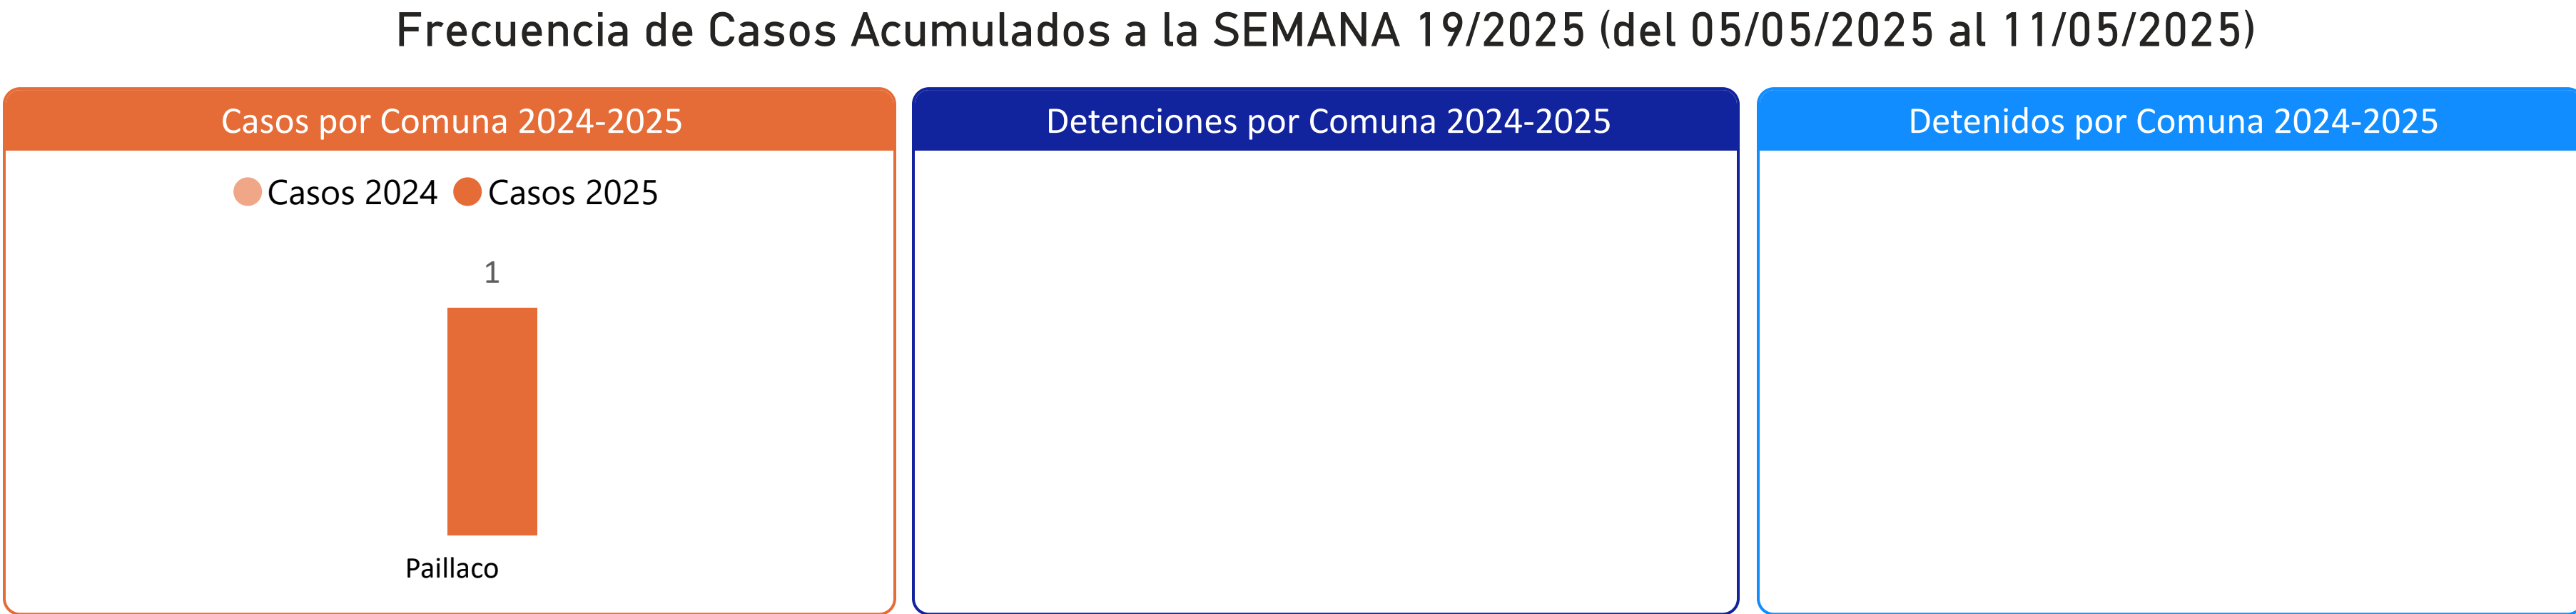 Frecuencia de Casos Acumulados a la SEMANA 19/2025 (del 05/05/2025 al 11/05/2025)
Casos por Comuna 2024-2025
Casos 2024 Casos 2025
1
Paillaco
Detenciones por Comuna 2024-2025
Detenidos por Comuna 2024-2025